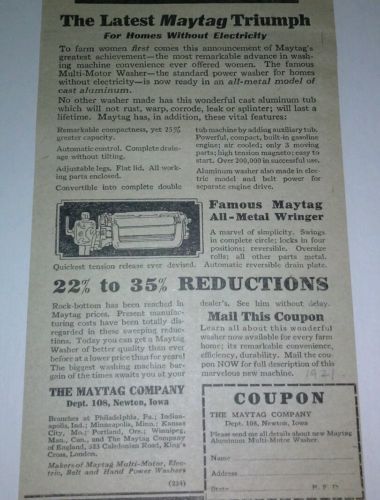 The Latest Maytag Triumph
For Homes Without Electricity
To farm women first comes this announcement of Maytag's
greatest achievement—the most remarkable advance in wash-
ing machine convenience ever offered women. The famous
Multi-Motor Washer—the standard power washer for homes
without electricity—is now ready in an all-metal model of
cast aluminum.
No other washer made has this wonderful cast aluminum tub
which will not rust, warp, corrode, leak or splinter; will last a
lifetime. Maytag has, in addition, these vital features:
Remarkable compactness, yet 25%
greater capacity.
Automatic control. Complete drain-
age without tilting.
Adjustable legs. Flat lid. All work-
ing parts enclosed.
Convertible into complete double
tub machine by adding auxiliary tub.
Powerful, compact, built-in gasoline
engine; air cooled; only 3 moving
parts; high tension magneto; easy to
start. Over 200,000 in successful use.
Aluminum washer also made in elec-
tric model and belt power for
separate engine drive.
Quickest tension release ever devised.
Famous Maytag
All-Metal Wringer
A marvel of simplicity. Swings
in complete circle; locks in four
positions; reversible. Oversize
rolls; all other parts metal.
Automatic reversible drain plate.
22% to 35% REDUCTIONS
Rock-bottom has been reached in
Maytag prices. Present manufac-
turing costs have been totally dis-
regarded in these sweeping reduc-
tions. Today you can get a Maytag
Washer of better quality than ever
before at a lower price than for years!
The biggest washing machine bar-
gain of the times awaits you at your
dealer's. See him without delay.
Mail This Coupon
Learn all about this wonderful
washer now available for every farm
home; its remarkable convenience,
efficiency, durability. Mail the cou-
pon NOW for full description of this
marvelous new machine.
THE MAYTAG COMPANY
Dept. 108, Newton, Iowa
Branches at Philadelphia, Pa.; Indian-
apolis, Ind.; Minneapolis, Minn.; Kansas
City, Mo.; Portland, Ore.; Winnipeg,
Man., Can., and The Maytag Company
of England, 323 Caledonian Road, King's
Cross, London.
Makers of Maytag Multi-Motor, Elec-
tric, Belt and Hand Power Washers
(234)
COUPON
THE MAYTAG COMPANY
Dept. 108, Newton, Iowa
Please send me all details about new Maytag
Aluminum Multi-Motor Washer.
Name
Address
State
R. F. D.